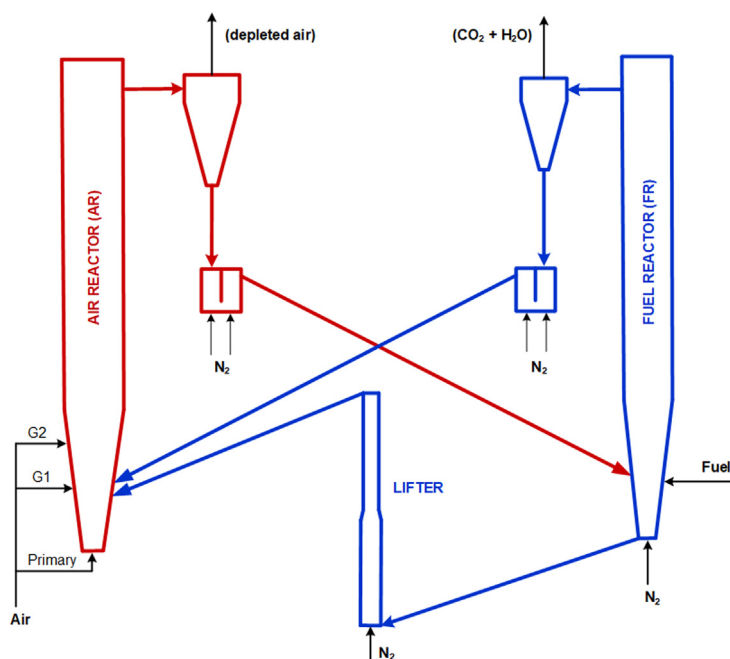 (depleted air)
(CO₂ + H₂O)
AIR REACTOR (AR)
FUEL REACTOR (FR)
N₂
N₂
G2
G1
Primary
Air
LIFTER
Fuel
N₂
N₂